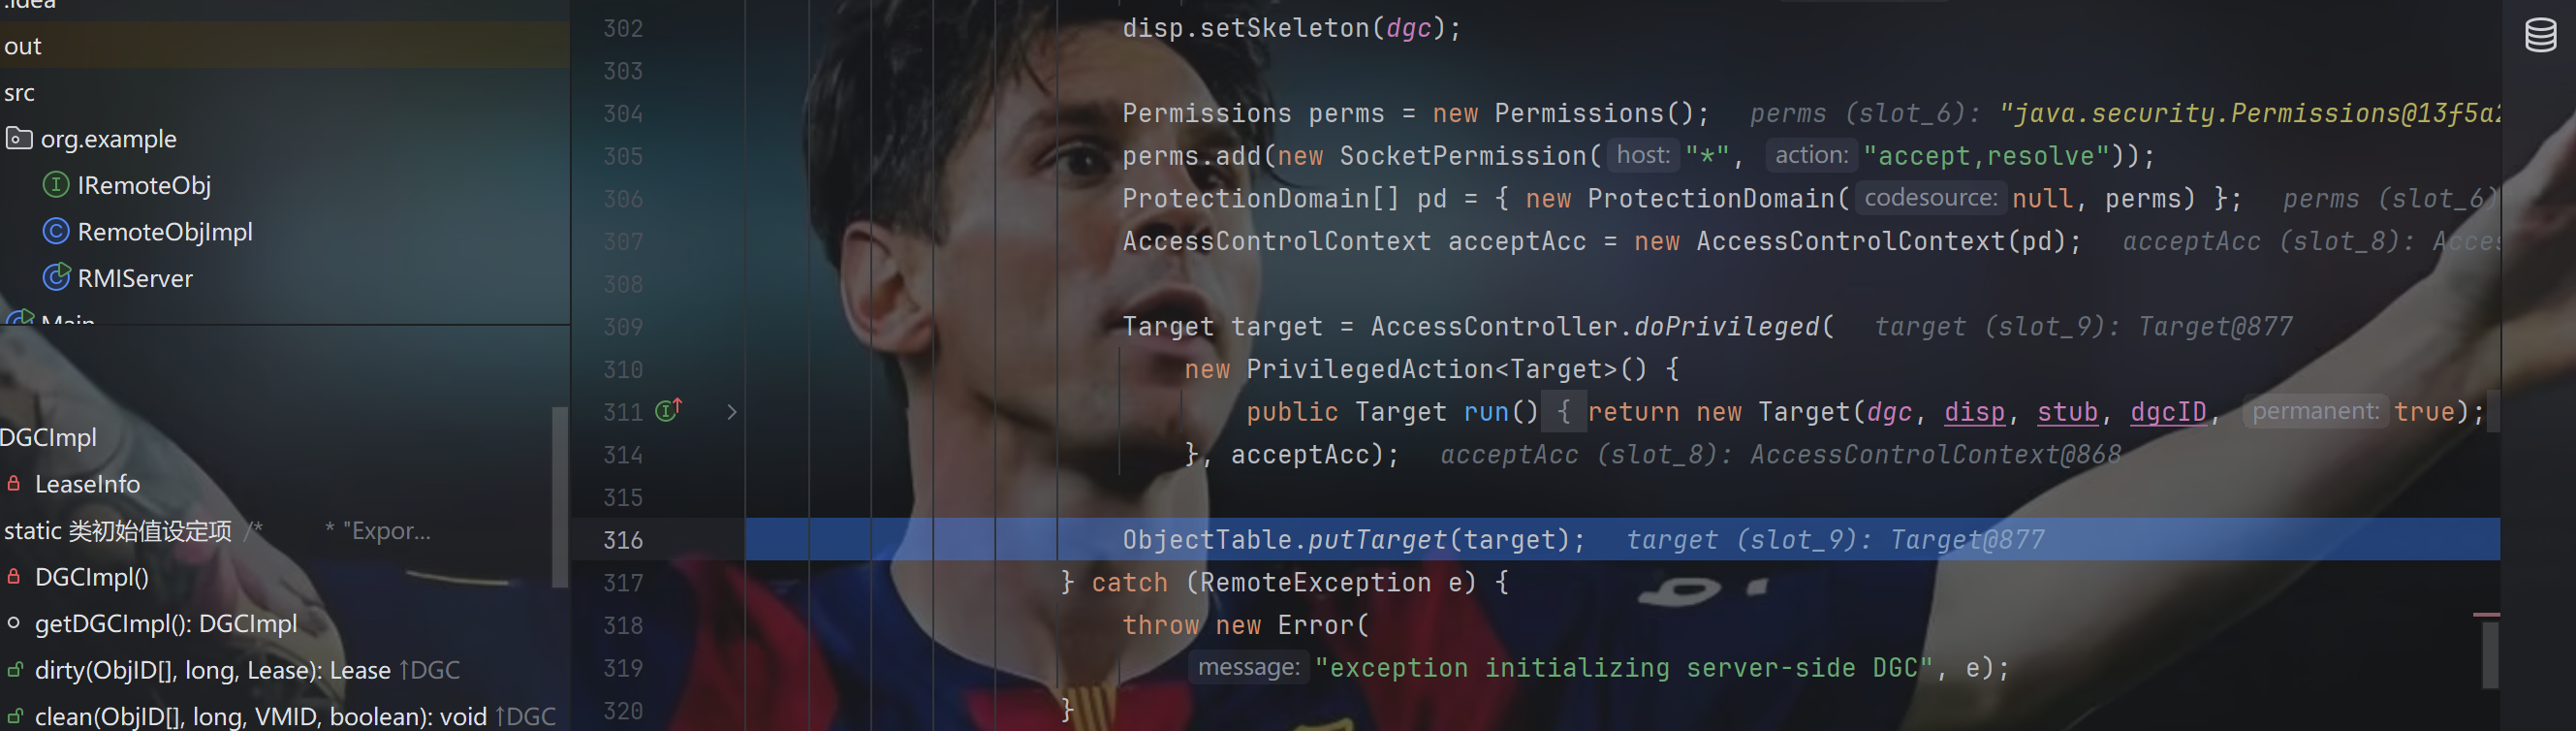 .idea
out
src
org.example
IRemoteObj
RemoteObjImpl
RMIServer
Main
DGCImpl
LeaseInfo
static 类初始值设定项 /* * "Expor...
DGCImpl()
getDGCImpl(): DGCImpl
dirty(ObjID[], long, Lease): Lease ↑DGC
clean(ObjID[], long, VMID, boolean): void ↑DGC
302 disp.setSkeleton(dgc);
303
304 Permissions perms = new Permissions(); perms (slot_6): "java.security.Permissions@13f5a
305 perms.add(new SocketPermission( host: "*", action: "accept,resolve"));
306 ProtectionDomain[] pd = { new ProtectionDomain( codesource: null, perms) }; perms (slot_6)
307 AccessControlContext acceptAcc = new AccessControlContext(pd); acceptAcc (slot_8): Acces
308
309 Target target = AccessController.doPrivileged( target (slot_9): Target@877
310 new PrivilegedAction<Target>() {
311 public Target run() { return new Target(dgc, disp, stub, dgcID, permanent: true);
314 }, acceptAcc); acceptAcc (slot_8): AccessControlContext@868
315
316 ObjectTable.putTarget(target); target (slot_9): Target@877
317 } catch (RemoteException e) {
318 throw new Error(
319 message: "exception initializing server-side DGC", e);
320 }